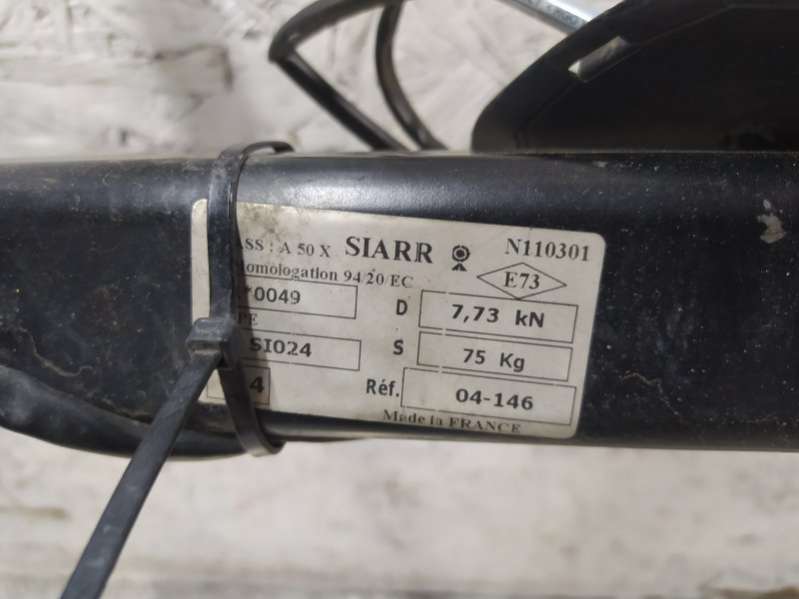 ASS : A 50 X SIARR N110301
omologation 94 20 EC E73
*0049 D 7,73 kN
PE
SI024 S 75 Kg
4 Réf. 04-146
Made in FRANCE